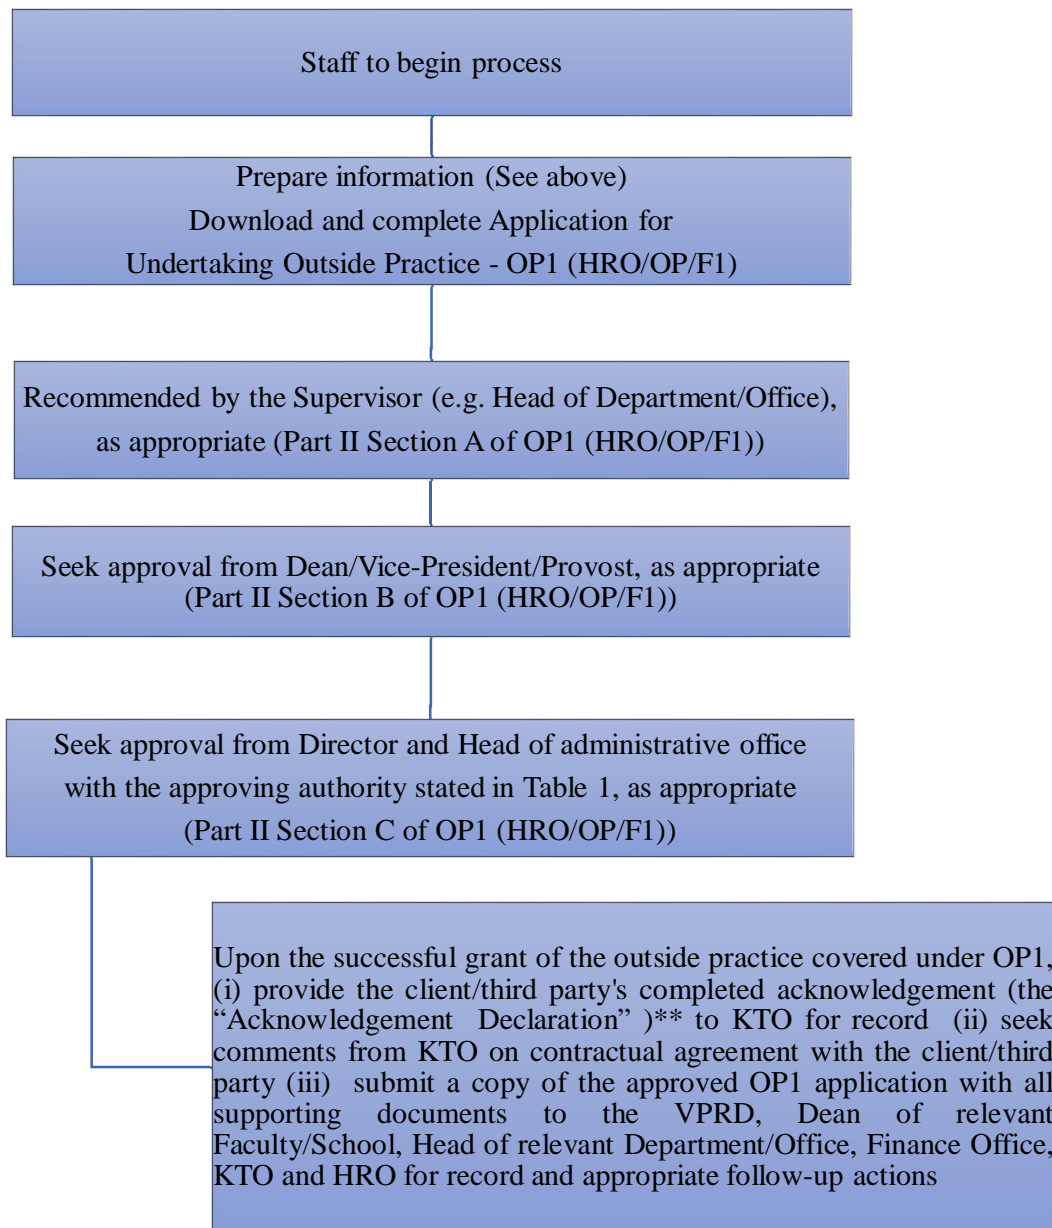 Staff to begin process
Prepare information (See above)
Download and complete Application for
Undertaking Outside Practice - OP1 (HRO/OP/F1)
Recommended by the Supervisor (e.g. Head of Department/Office),
as appropriate (Part II Section A of OP1 (HRO/OP/F1))
Seek approval from Dean/Vice-President/Provost, as appropriate
(Part II Section B of OP1 (HRO/OP/F1))
Seek approval from Director and Head of administrative office
with the approving authority stated in Table 1, as appropriate
(Part II Section C of OP1 (HRO/OP/F1))
Upon the successful grant of the outside practice covered under OP1,
(i) provide the client/third party's completed acknowledgement (the
“Acknowledgement Declaration” )** to KTO for record (ii) seek
comments from KTO on contractual agreement with the client/third
party (iii) submit a copy of the approved OP1 application with all
supporting documents to the VPRD, Dean of relevant
Faculty/School, Head of relevant Department/Office, Finance Office,
KTO and HRO for record and appropriate follow-up actions